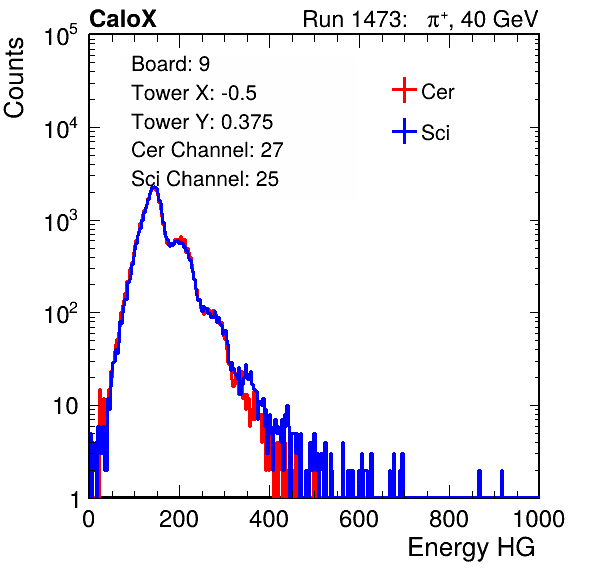 CaloX Run 1473: π⁺, 40 GeV
Counts
10⁵
10⁴
10³
10²
10
1
Board: 9
Tower X: -0.5
Tower Y: 0.375
Cer Channel: 27
Sci Channel: 25
Cer
Sci
0 200 400 600 800 1000
Energy HG